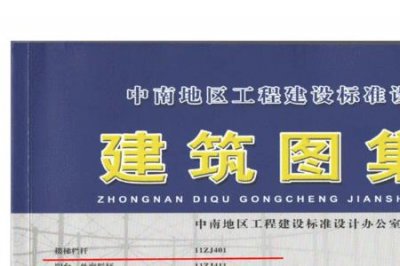 中南地区工程建设标准设
建筑图集
ZHONGNAN DIQU GONGCHENG JIANSH
中南地区工程建设标准设计办公室
楼梯栏杆 11ZJ401